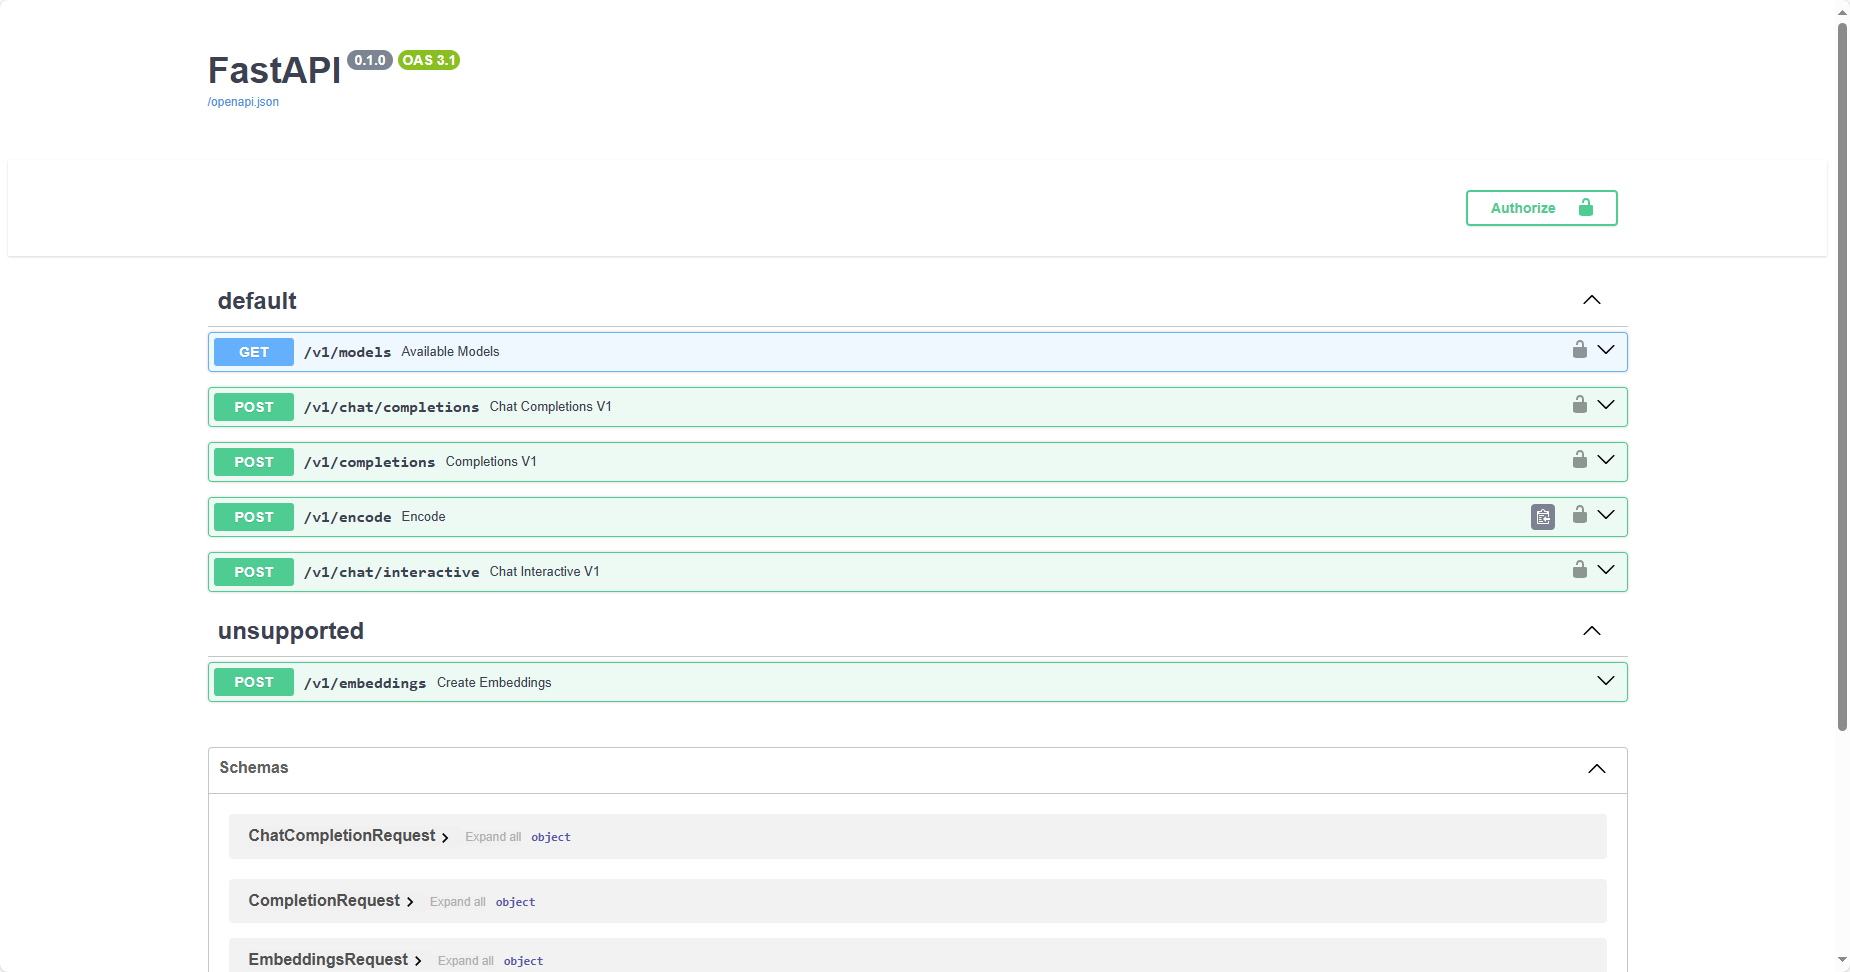 FastAPI 0.1.0 OAS 3.1
/openapi.json
Authorize
default
GET /v1/models Available Models
POST /v1/chat/completions Chat Completions V1
POST /v1/completions Completions V1
POST /v1/encode Encode
POST /v1/chat/interactive Chat Interactive V1
unsupported
POST /v1/embeddings Create Embeddings
Schemas
ChatCompletionRequest Expand all object
CompletionRequest Expand all object
EmbeddingsRequest Expand all object